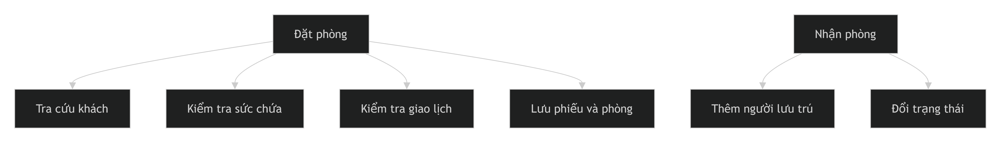 Đặt phòng
Nhận phòng
Tra cứu khách
Kiểm tra sức chứa
Kiểm tra giao lịch
Lưu phiếu và phòng
Thêm người lưu trú
Đổi trạng thái